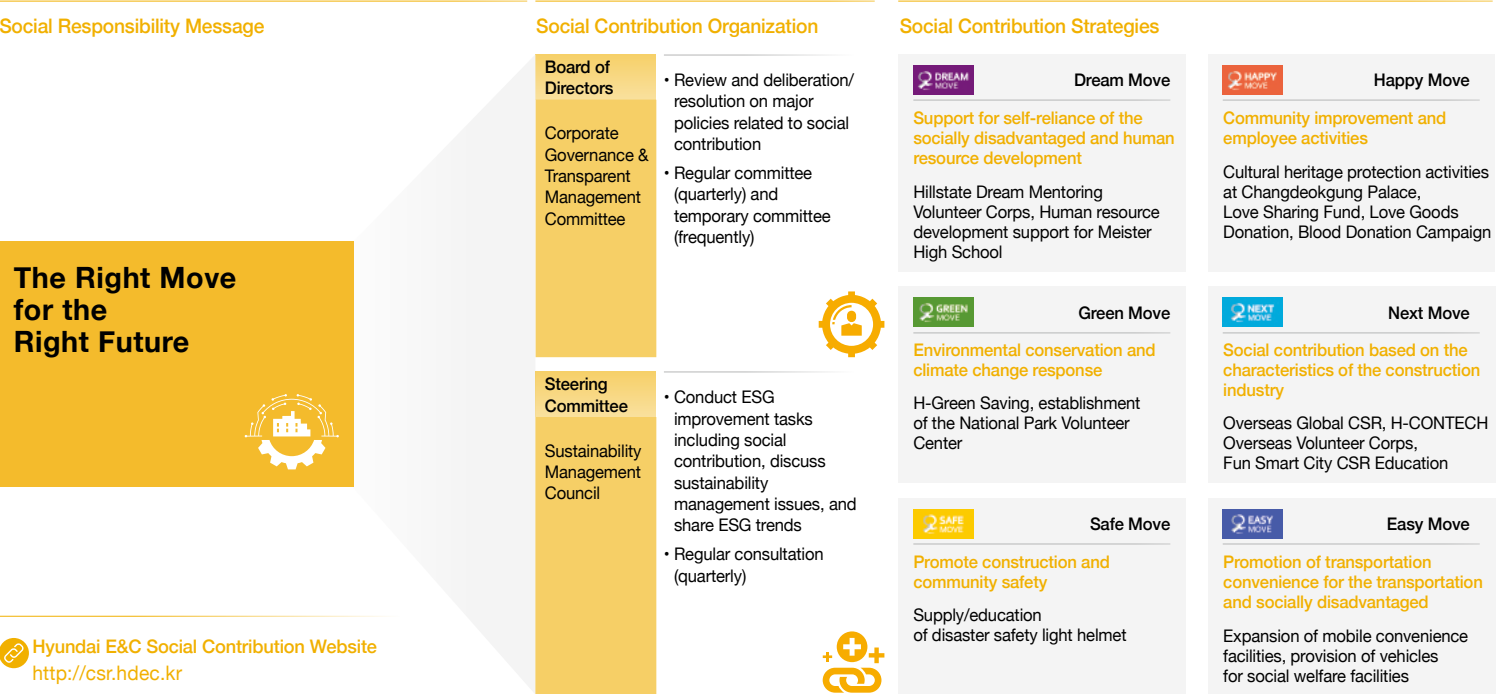 Social Responsibility Message
The Right Move
for the
Right Future
Hyundai E&C Social Contribution Website
http://csr.hdec.kr
Social Contribution Organization
Board of
Directors
Corporate
Governance &
Transparent
Management
Committee
• Review and deliberation/
resolution on major
policies related to social
contribution
• Regular committee
(quarterly) and
temporary committee
(frequently)
Steering
Committee
Sustainability
Management
Council
• Conduct ESG
improvement tasks
including social
contribution, discuss
sustainability
management issues, and
share ESG trends
• Regular consultation
(quarterly)
Social Contribution Strategies
DREAM
MOVE
Dream Move
Support for self-reliance of the
socially disadvantaged and human
resource development
Hillstate Dream Mentoring
Volunteer Corps, Human resource
development support for Meister
High School
HAPPY
MOVE
Happy Move
Community improvement and
employee activities
Cultural heritage protection activities
at Changdeokgung Palace,
Love Sharing Fund, Love Goods
Donation, Blood Donation Campaign
GREEN
MOVE
Green Move
Environmental conservation and
climate change response
H-Green Saving, establishment
of the National Park Volunteer
Center
NEXT
MOVE
Next Move
Social contribution based on the
characteristics of the construction
industry
Overseas Global CSR, H-CONTECH
Overseas Volunteer Corps,
Fun Smart City CSR Education
SAFE
MOVE
Safe Move
Promote construction and
community safety
Supply/education
of disaster safety light helmet
EASY
MOVE
Easy Move
Promotion of transportation
convenience for the transportation
and socially disadvantaged
Expansion of mobile convenience
facilities, provision of vehicles
for social welfare facilities